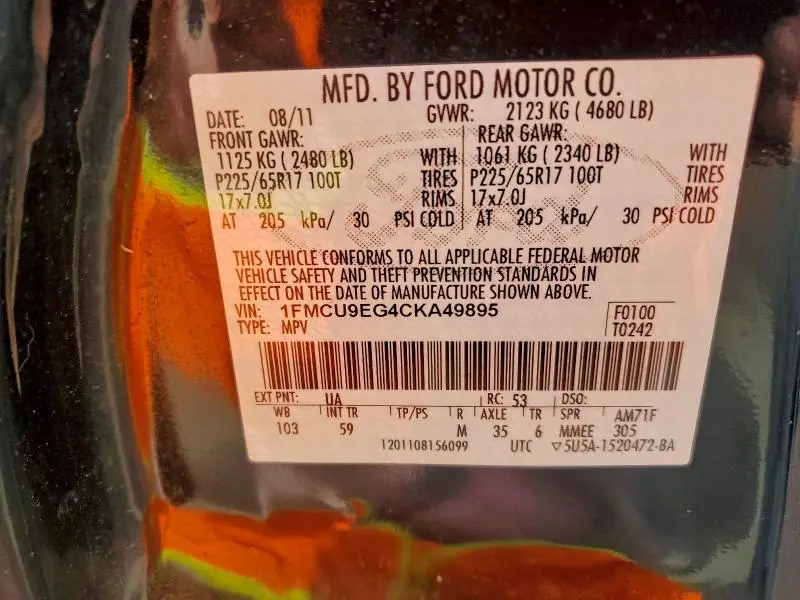 MFD. BY FORD MOTOR CO.
DATE: 08/11 GVWR: 2123 KG ( 4680 LB)
FRONT GAWR: REAR GAWR:
1125 KG ( 2480 LB) WITH 1061 KG ( 2340 LB) WITH
P225/65R17 100T TIRES P225/65R17 100T TIRES
17x7.0J RIMS 17x7.0J RIMS
AT 205 kPa/ 30 PSI COLD AT 205 kPa/ 30 PSI COLD
THIS VEHICLE CONFORMS TO ALL APPLICABLE FEDERAL MOTOR
VEHICLE SAFETY AND THEFT PREVENTION STANDARDS IN
EFFECT ON THE DATE OF MANUFACTURE SHOWN ABOVE.
VIN: 1FMCU9EG4CKA49895 F0100
TYPE: MPV T0242
EXT PNT: UA RC: 53 DSO:
WB INT TR TP/PS R AXLE TR SPR AM71F
103 59 M 35 6 MMEE 305
1201108156099 UTC ▽5U5A-1520472-BA